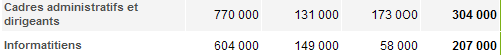 Cadres administratifs et
dirigeants 770 000 131 000 173 000 304 000
Informatitiens 604 000 149 000 58 000 207 000